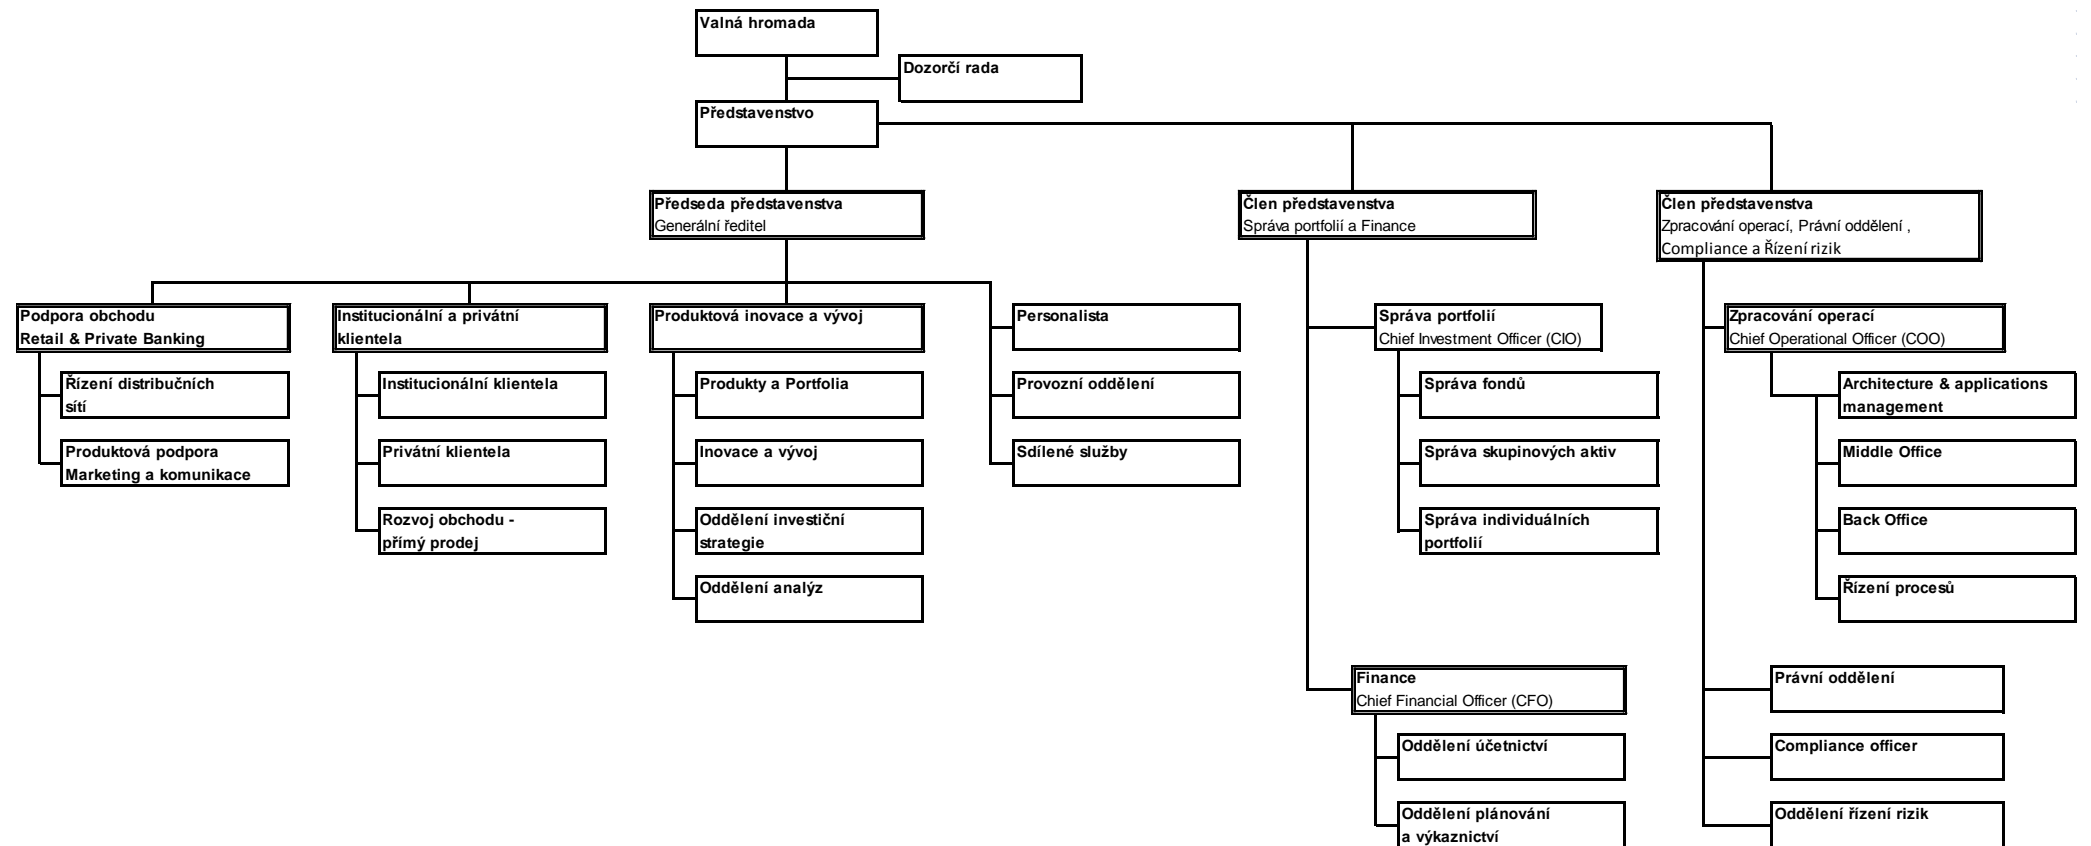 Valná hromada
Dozorčí rada
Představenstvo
Předseda představenstva
Generální ředitel
Člen představenstva
Správa portfolií a Finance
Člen představenstva
Zpracování operací, Právní oddělení ,
Compliance a Řízení rizik
Podpora obchodu
Retail & Private Banking
Řízení distribučních
sítí
Produktová podpora
Marketing a komunikace
Institucionální a privátní
klientela
Institucionální klientela
Privátní klientela
Rozvoj obchodu -
přímý prodej
Produktová inovace a vývoj
Produkty a Portfolia
Inovace a vývoj
Oddělení investiční
strategie
Oddělení analýz
Personalista
Provozní oddělení
Sdílené služby
Správa portfolií
Chief Investment Officer (CIO)
Správa fondů
Správa skupinových aktiv
Správa individuálních
portfolií
Finance
Chief Financial Officer (CFO)
Oddělení účetnictví
Oddělení plánování
a výkaznictví
Zpracování operací
Chief Operational Officer (COO)
Architecture & applications
management
Middle Office
Back Office
Řízení procesů
Právní oddělení
Compliance officer
Oddělení řízení rizik